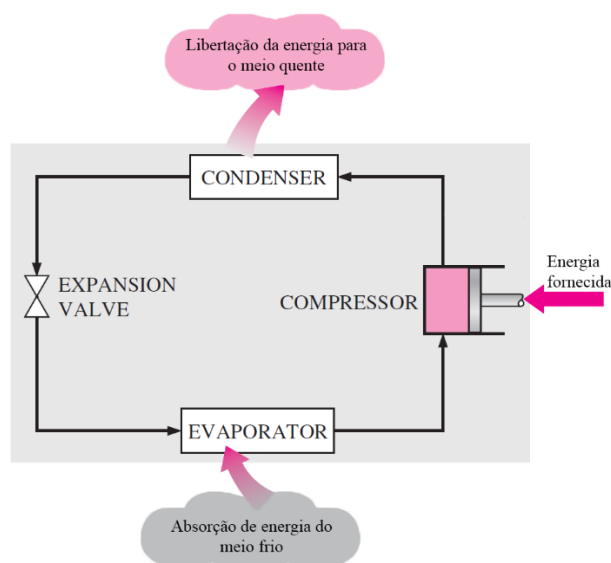 Libertação da energia para
o meio quente
CONDENSER
EXPANSION
VALVE
COMPRESSOR
Energia
fornecida
EVAPORATOR
Absorção de energia do
meio frio